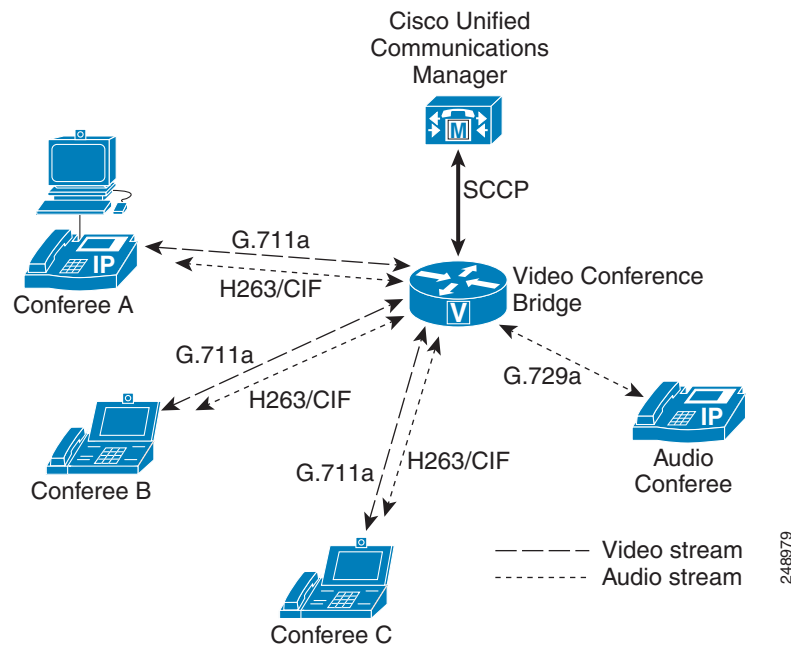 Cisco Unified
Communications
Manager
M
SCCP
G.711a
IP
H263/CIF
Conferee A
Video Conference
Bridge
V
G.711a
H263/CIF
G.729a
IP
Conferee B
Audio
Conferee
G.711a
H263/CIF
Video stream
Audio stream
Conferee C
248979